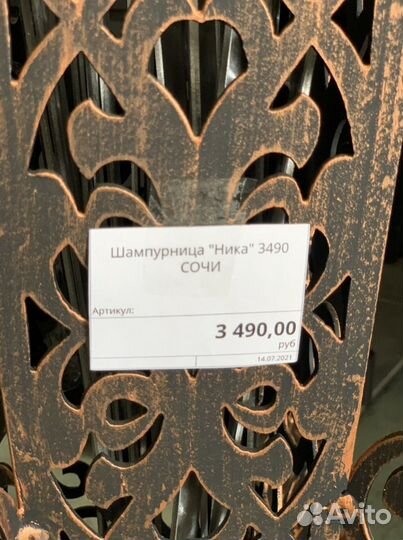 Шампурница "Ника" 3490
СОЧИ
Артикул:
3 490,00
руб
14.07.2021
Avito